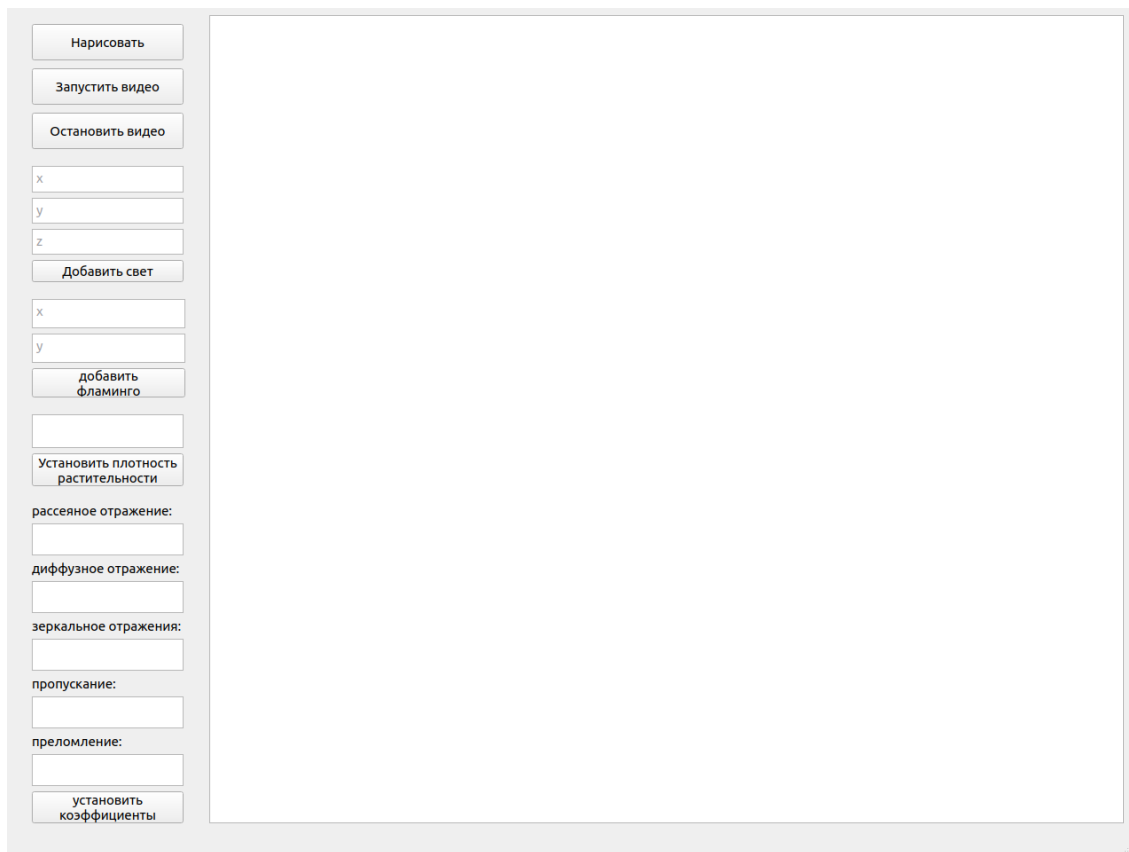 Нарисовать
Запустить видео
Остановить видео
x
y
z
Добавить свет
x
y
добавить
фламинго
Установить плотность
растительности
рассеяное отражение:
диффузное отражение:
зеркальное отражения:
пропускание:
преломление:
установить
коэффициенты